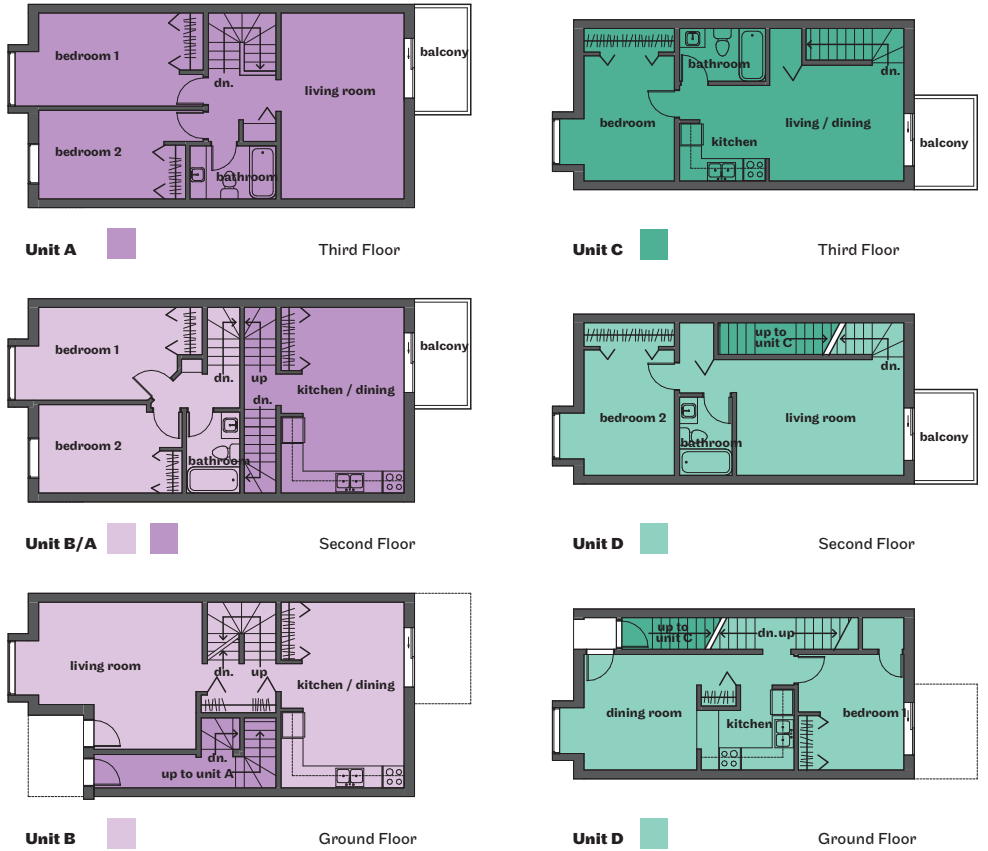 bedroom 1
balcony
dn.
living room
bedroom 2
bathroom
Unit A
Third Floor
bathroom
dn.
bedroom
living / dining
kitchen
balcony
Unit C
Third Floor
bedroom 1
balcony
dn.
up
kitchen / dining
dn.
bedroom 2
bathroom
Unit B/A
Second Floor
up to
unit C
dn.
bedroom 2
living room
balcony
bathroom
Unit D
Second Floor
living room
dn.
up
kitchen / dining
dn.
up to unit A
Unit B
Ground Floor
up to
unit C
dn. up
dining room
bedroom 1
kitchen
Unit D
Ground Floor